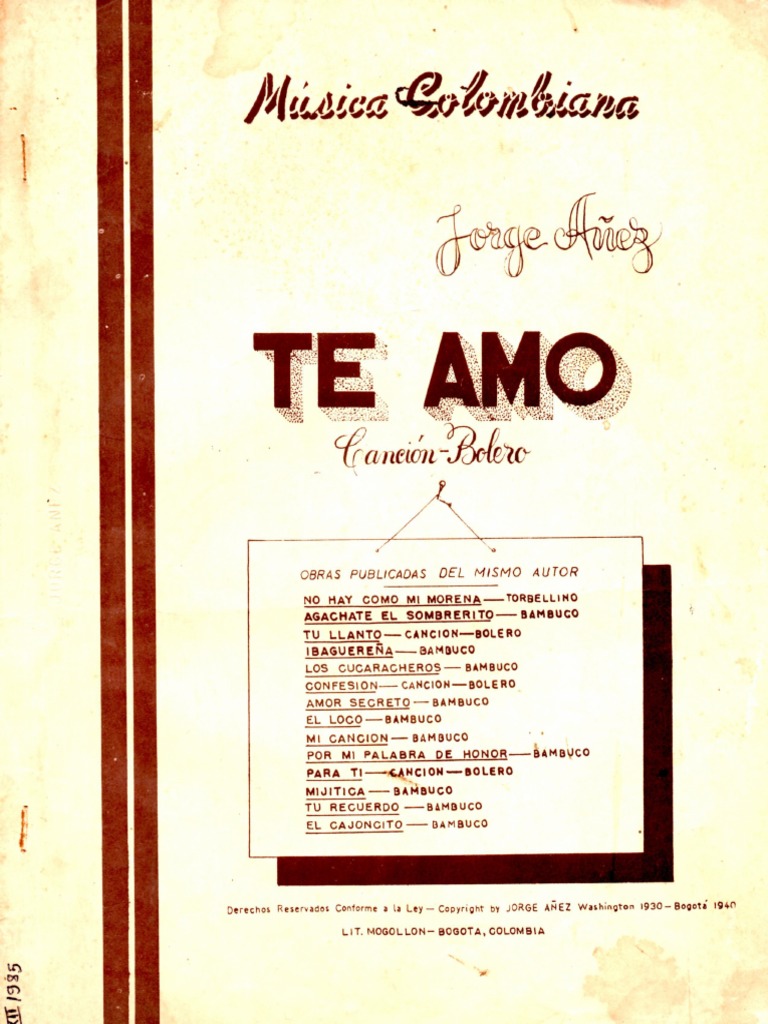 Música Colombiana
Jorge Añez
TE AMO
Canción-Bolero
OBRAS PUBLICADAS DEL MISMO AUTOR
NO HAY COMO MI MORENA — TORBELLINO
AGACHATE EL SOMBRERITO — BAMBUCO
TU LLANTO — CANCION — BOLERO
IBAGUEREÑA — BAMBUCO
LOS CUCARACHEROS — BAMBUCO
CONFESION — CANCION — BOLERO
AMOR SECRETO — BAMBUCO
EL LOCO — BAMBUCO
MI CANCION — BAMBUCO
POR MI PALABRA DE HONOR — BAMBUCO
PARA TI — CANCION — BOLERO
MIJITICA — BAMBUCO
TU RECUERDO — BAMBUCO
EL CAJONCITO — BAMBUCO
Derechos Reservados Conforme a la Ley — Copyright by JORGE AÑEZ Washington 1930 — Bogotá 1940
LIT. MOGOLLON — BOGOTA, COLOMBIA
JORGE AÑEZ
XII 1985